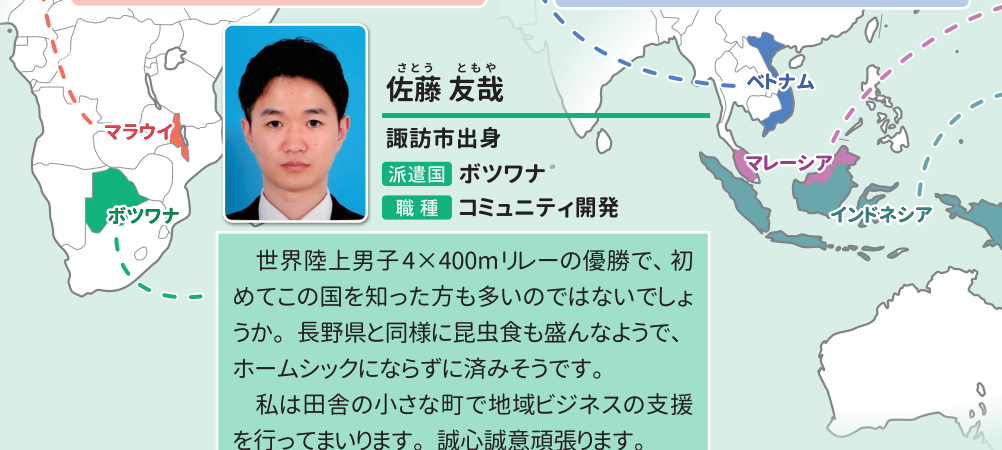 さとう ともや
佐藤 友哉
諏訪市出身
派遣国 ボツワナ
職種 コミュニティ開発
世界陸上男子4×400mリレーの優勝で、初
めてこの国を知った方も多いのではないでしょ
うか。長野県と同様に昆虫食も盛んなようで、
ホームシックにならずに済みそうです。
私は田舎の小さな町で地域ビジネスの支援
を行ってまいります。誠心誠意頑張ります。
マラウイ
ボツワナ
ベトナム
マレーシア
インドネシア